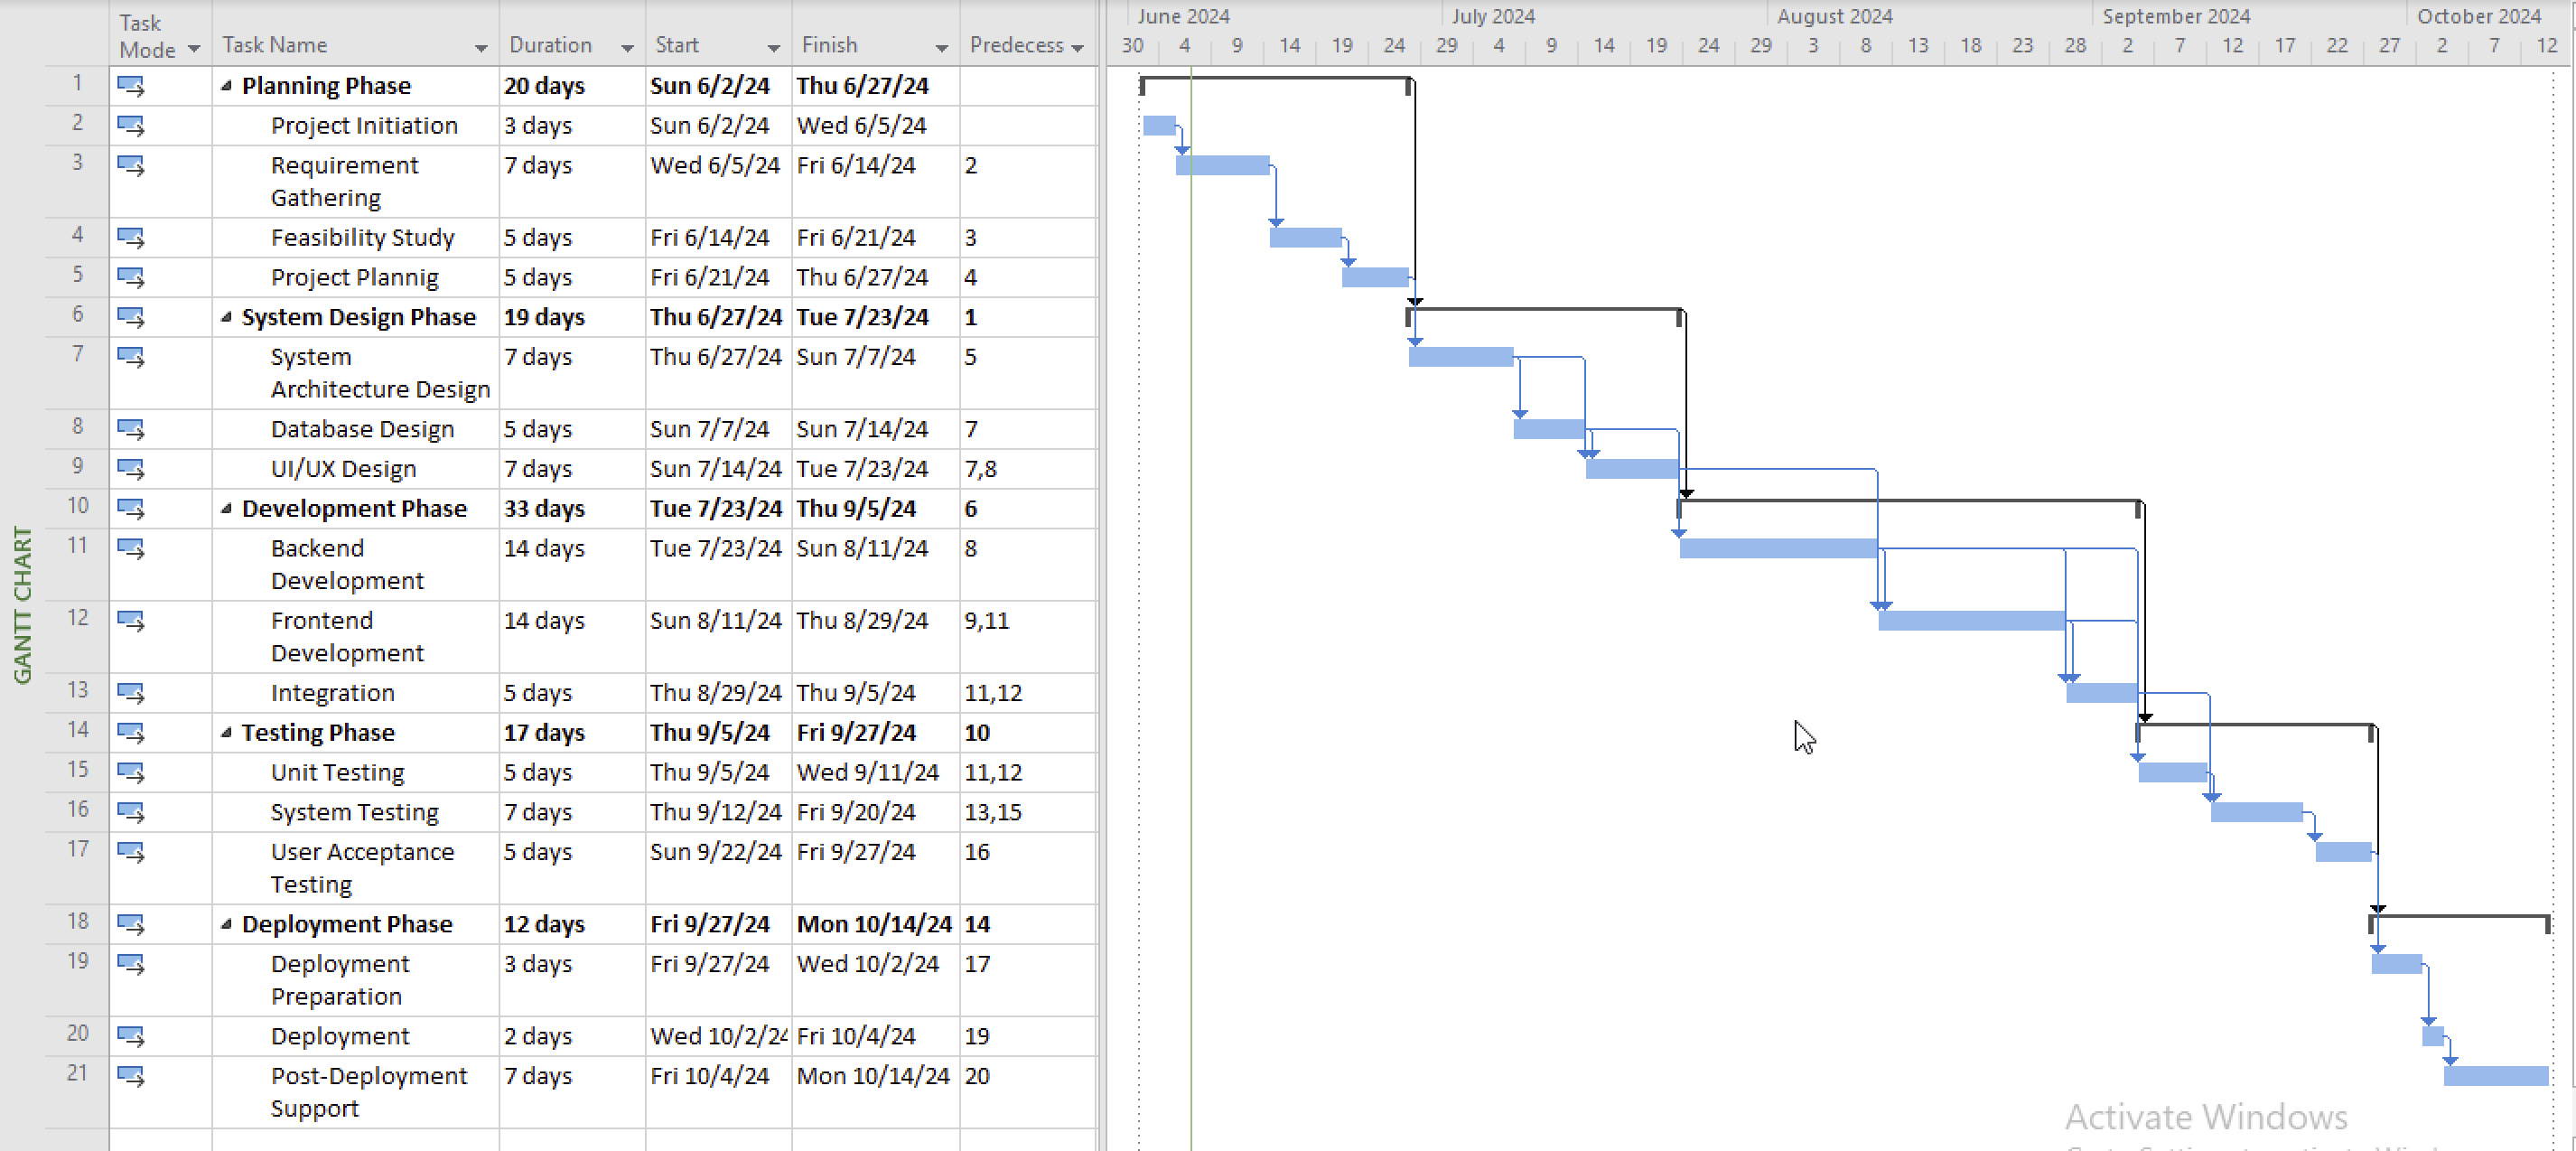 June 2024 July 2024 August 2024 September 2024 October 2024
Task Mode Task Name Duration Start Finish Predecess 30 4 9 14 19 24 29 4 9 14 19 24 29 3 8 13 18 23 28 2 7 12 17 22 27 2 7 12
1 Planning Phase 20 days Sun 6/2/24 Thu 6/27/24
2 Project Initiation 3 days Sun 6/2/24 Wed 6/5/24
3 Requirement 7 days Wed 6/5/24 Fri 6/14/24 2
Gathering
4 Feasibility Study 5 days Fri 6/14/24 Fri 6/21/24 3
5 Project Plannig 5 days Fri 6/21/24 Thu 6/27/24 4
6 System Design Phase 19 days Thu 6/27/24 Tue 7/23/24 1
7 System 7 days Thu 6/27/24 Sun 7/7/24 5
Architecture Design
8 Database Design 5 days Sun 7/7/24 Sun 7/14/24 7
9 UI/UX Design 7 days Sun 7/14/24 Tue 7/23/24 7,8
10 Development Phase 33 days Tue 7/23/24 Thu 9/5/24 6
11 Backend 14 days Tue 7/23/24 Sun 8/11/24 8
Development
12 Frontend 14 days Sun 8/11/24 Thu 8/29/24 9,11
Development
13 Integration 5 days Thu 8/29/24 Thu 9/5/24 11,12
14 Testing Phase 17 days Thu 9/5/24 Fri 9/27/24 10
15 Unit Testing 5 days Thu 9/5/24 Wed 9/11/24 11,12
16 System Testing 7 days Thu 9/12/24 Fri 9/20/24 13,15
17 User Acceptance 5 days Sun 9/22/24 Fri 9/27/24 16
Testing
18 Deployment Phase 12 days Fri 9/27/24 Mon 10/14/24 14
19 Deployment 3 days Fri 9/27/24 Wed 10/2/24 17
Preparation
20 Deployment 2 days Wed 10/2/24 Fri 10/4/24 19
21 Post-Deployment 7 days Fri 10/4/24 Mon 10/14/24 20
Support
GANTT CHART
Activate Windows